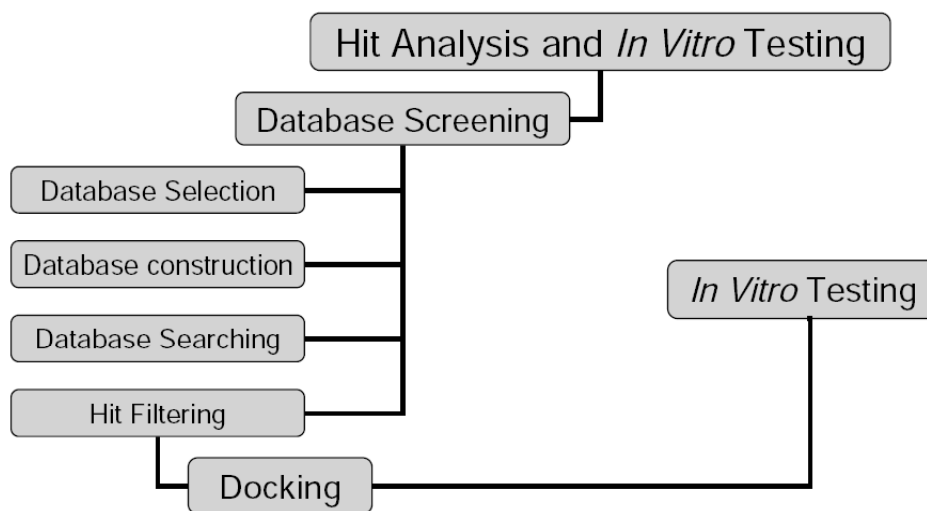 Hit Analysis and In Vitro Testing
Database Screening
Database Selection
Database construction
In Vitro Testing
Database Searching
Hit Filtering
Docking